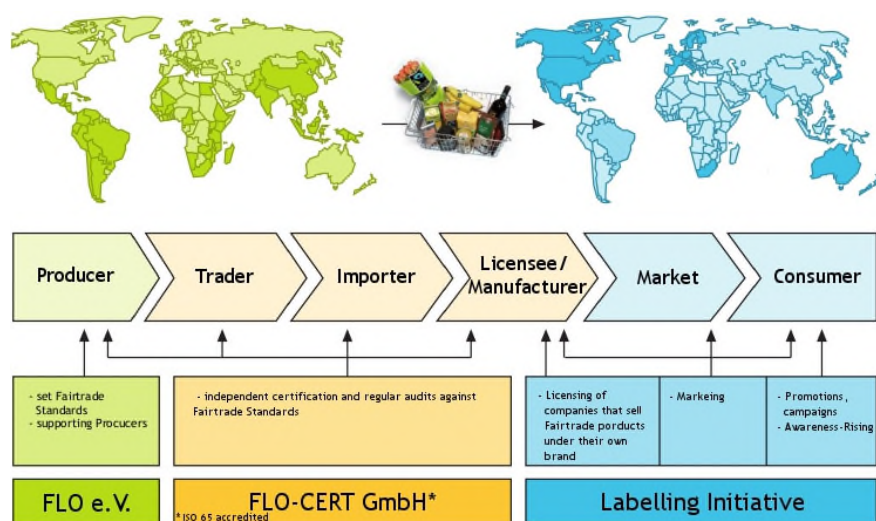 Producer
Trader
Importer
Licensee/
Manufacturer
Market
Consumer
- set Fairtrade
Standards
- supporting Procucers
- independent certification and regular audits against
Fairtrade Standards
- Licensing of
companies that sell
Fairtrade porducts
under their own
brand
- Markeing
- Promotions,
campaigns
- Awareness-Rising
FLO e.V.
FLO-CERT GmbH*
* ISO 65 accredited
Labelling Initiative